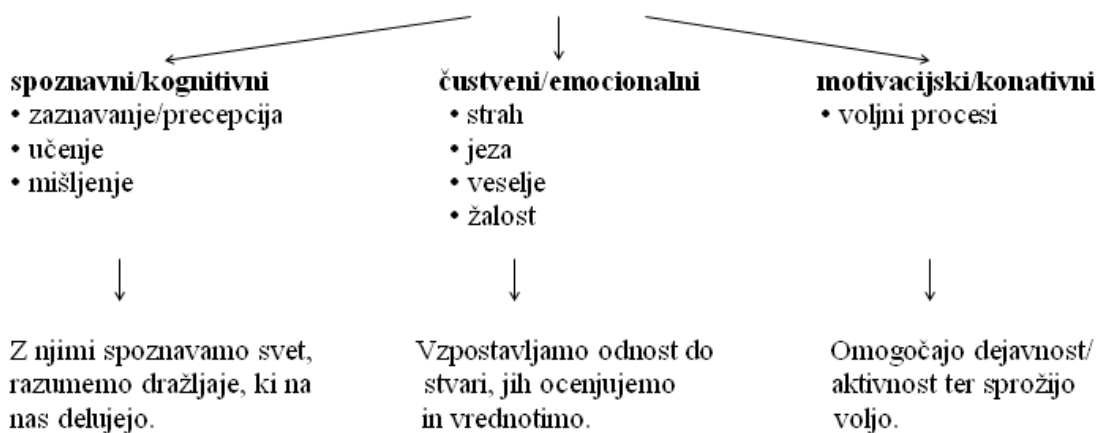 spoznavni/kognitivni
• zaznavanje/precepcija
• učenje
• mišljenje
čustveni/emocionalni
• strah
• jeza
• veselje
• žalost
motivacijski/konativni
• voljni procesi
Z njimi spoznavamo svet,
razumemo dražljaje, ki na
nas delujejo.
Vzpostavljamo odnost do
stvari, jih ocenjujemo
in vrednotimo.
Omogočajo dejavnost/
aktivnost ter sprožijo
voljo.